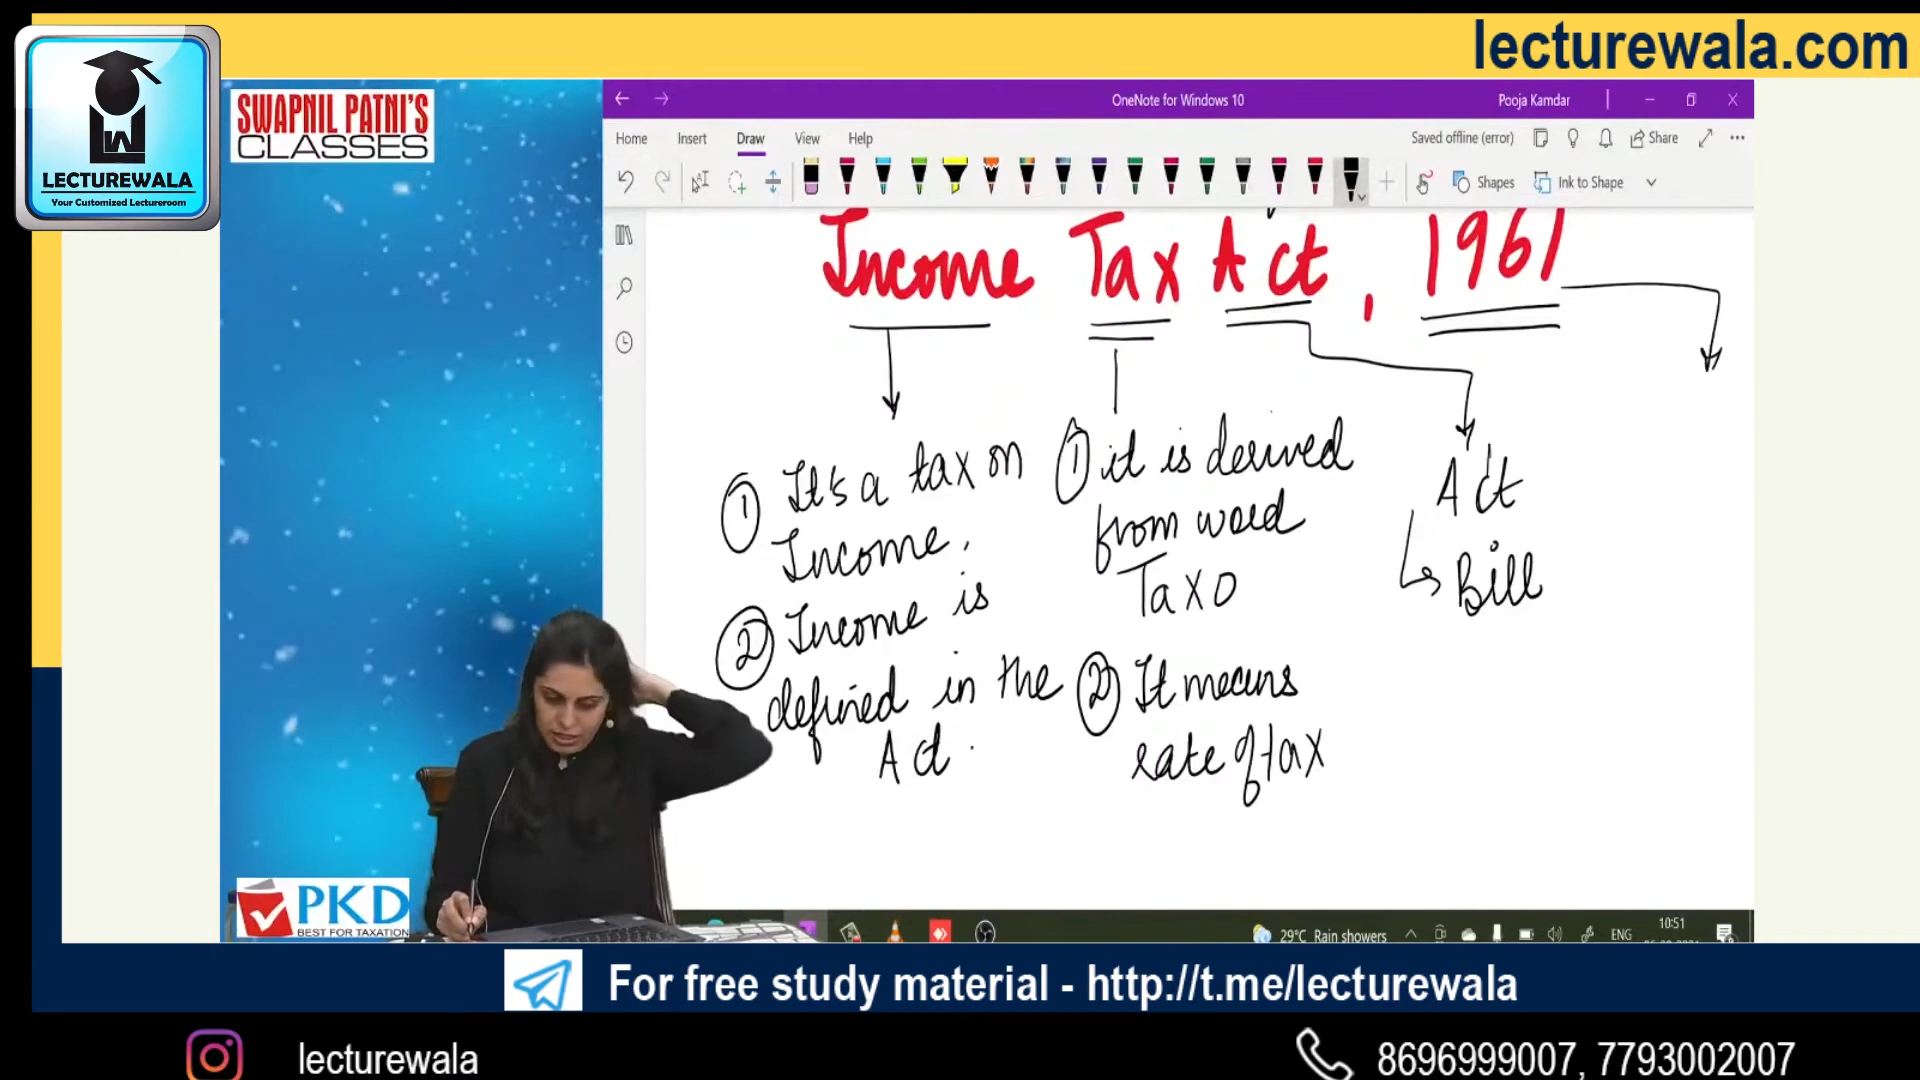 lecturewala.com
LECTUREWALA
Your Customized Lectureroom
SWAPNIL PATNI'S
CLASSES
OneNote for Windows 10
Pooja Kamdar
Home Insert Draw View Help
Saved offline (error)
Share
Shapes
Ink to Shape
Income Tax Act, 1961
① It's a tax on
Income.
② Income is
defined in the
Act.
① it is derived
from word
Taxo
② It means
rate of tax
Act
Bill
PKD
BEST FOR TAXATION
29°C Rain showers
ENG
10:51
For free study material - http://t.me/lecturewala
lecturewala
8696999007, 7793002007